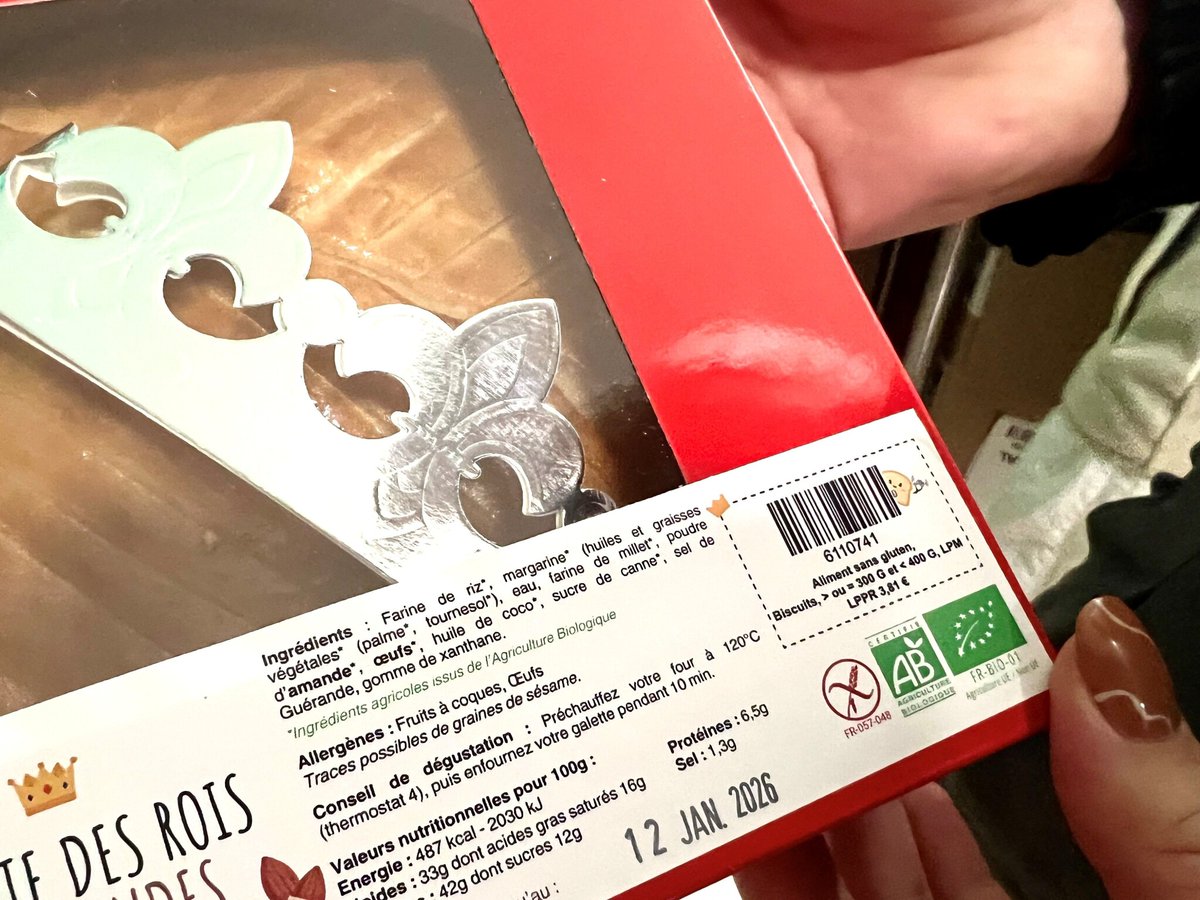 Ingrédients : Farine de riz*, margarine* (huiles et graisses
végétales* (palme*, tournesol*), eau, farine de millet*, poudre
d'amande*, œufs*, huile de coco*, sucre de canne*, sel de
Guérande, gomme de xanthane.
*Ingrédients agricoles issus de l'Agriculture Biologique
Allergènes : Fruits à coques, Œufs
Traces possibles de graines de sésame.
Conseil de dégustation : Préchauffez votre four à 120°C
(thermostat 4), puis enfournez votre galette pendant 10 min.
Valeurs nutritionnelles pour 100g :
Energie : 487 kcal - 2030 kJ
33g dont acides gras saturés 16g
: 42g dont sucres 12g
Protéines : 6,5g
Sel : 1,3g
12 JAN. 2026
6110741
Aliment sans gluten,
Biscuits, > ou = 300 G et < 400 G, LPM
LPPR 3,81 €
FR-057-048
CERTIFIÉ
AB
AGRICULTURE
BIOLOGIQUE
FR-BIO-01
Agriculture UE / Non UE
DES ROIS